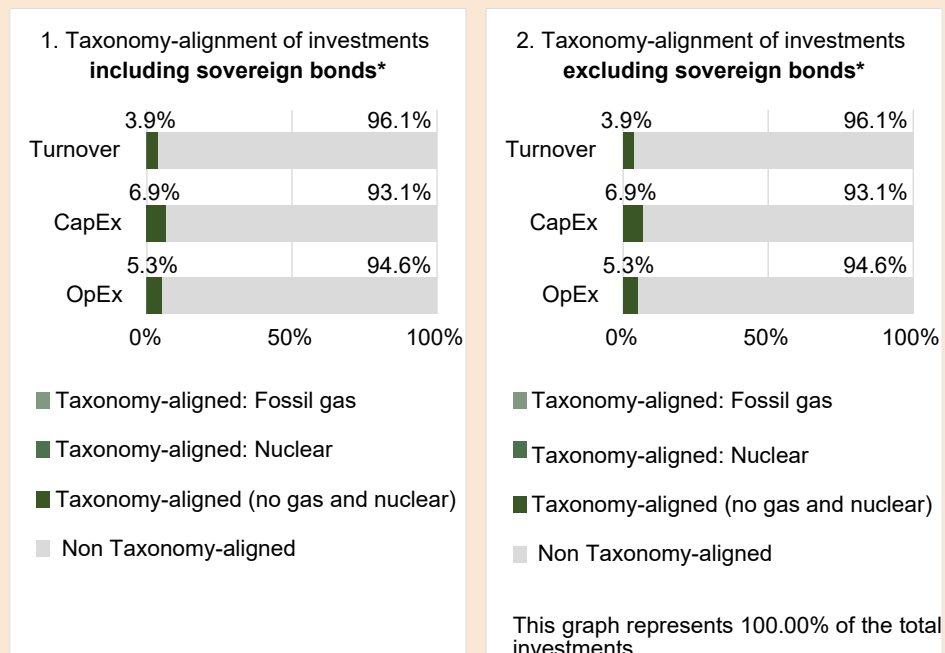 1. Taxonomy-alignment of investments
including sovereign bonds*
3.9% 96.1%
Turnover
6.9% 93.1%
CapEx
5.3% 94.6%
OpEx
0% 50% 100%
Taxonomy-aligned: Fossil gas
Taxonomy-aligned: Nuclear
Taxonomy-aligned (no gas and nuclear)
Non Taxonomy-aligned
2. Taxonomy-alignment of investments
excluding sovereign bonds*
3.9% 96.1%
Turnover
6.9% 93.1%
CapEx
5.3% 94.6%
OpEx
0% 50% 100%
Taxonomy-aligned: Fossil gas
Taxonomy-aligned: Nuclear
Taxonomy-aligned (no gas and nuclear)
Non Taxonomy-aligned
This graph represents 100.00% of the total
investments